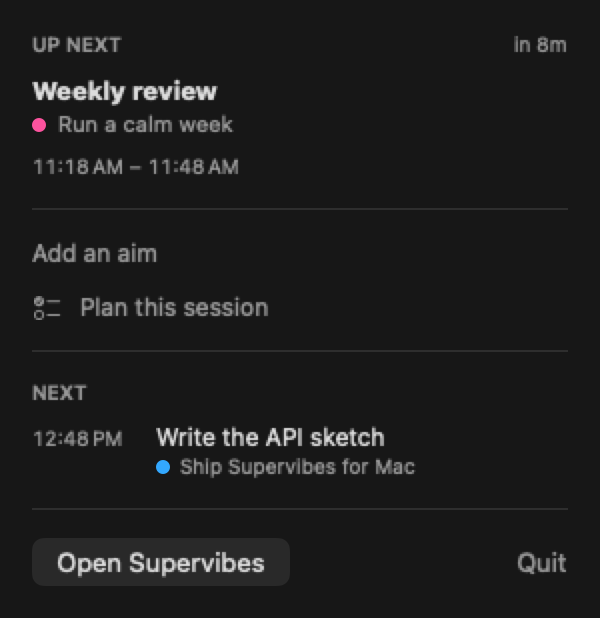 UP NEXT in 8m
Weekly review
Run a calm week
11:18 AM – 11:48 AM
Add an aim
Plan this session
NEXT
12:48 PM Write the API sketch
Ship Supervibes for Mac
Open Supervibes Quit